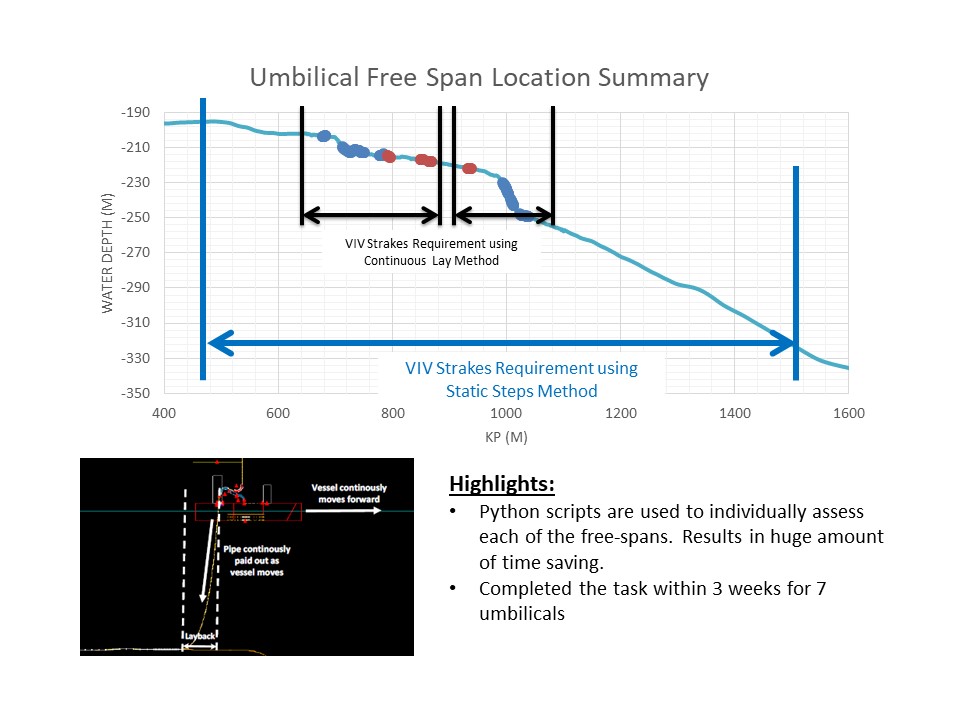 Umbilical Free Span Location Summary
-190
-210
-230
-250
-270
-290
-310
-330
-350
WATER DEPTH (M)
VIV Strakes Requirement using
Continuous Lay Method
VIV Strakes Requirement using
Static Steps Method
400 600 800 1000 1200 1400 1600
KP (M)
Vessel continously
moves forward
Pipe continously
paid out as
vessel moves
Layback
Highlights:
• Python scripts are used to individually assess
each of the free-spans. Results in huge amount
of time saving.
• Completed the task within 3 weeks for 7
umbilicals